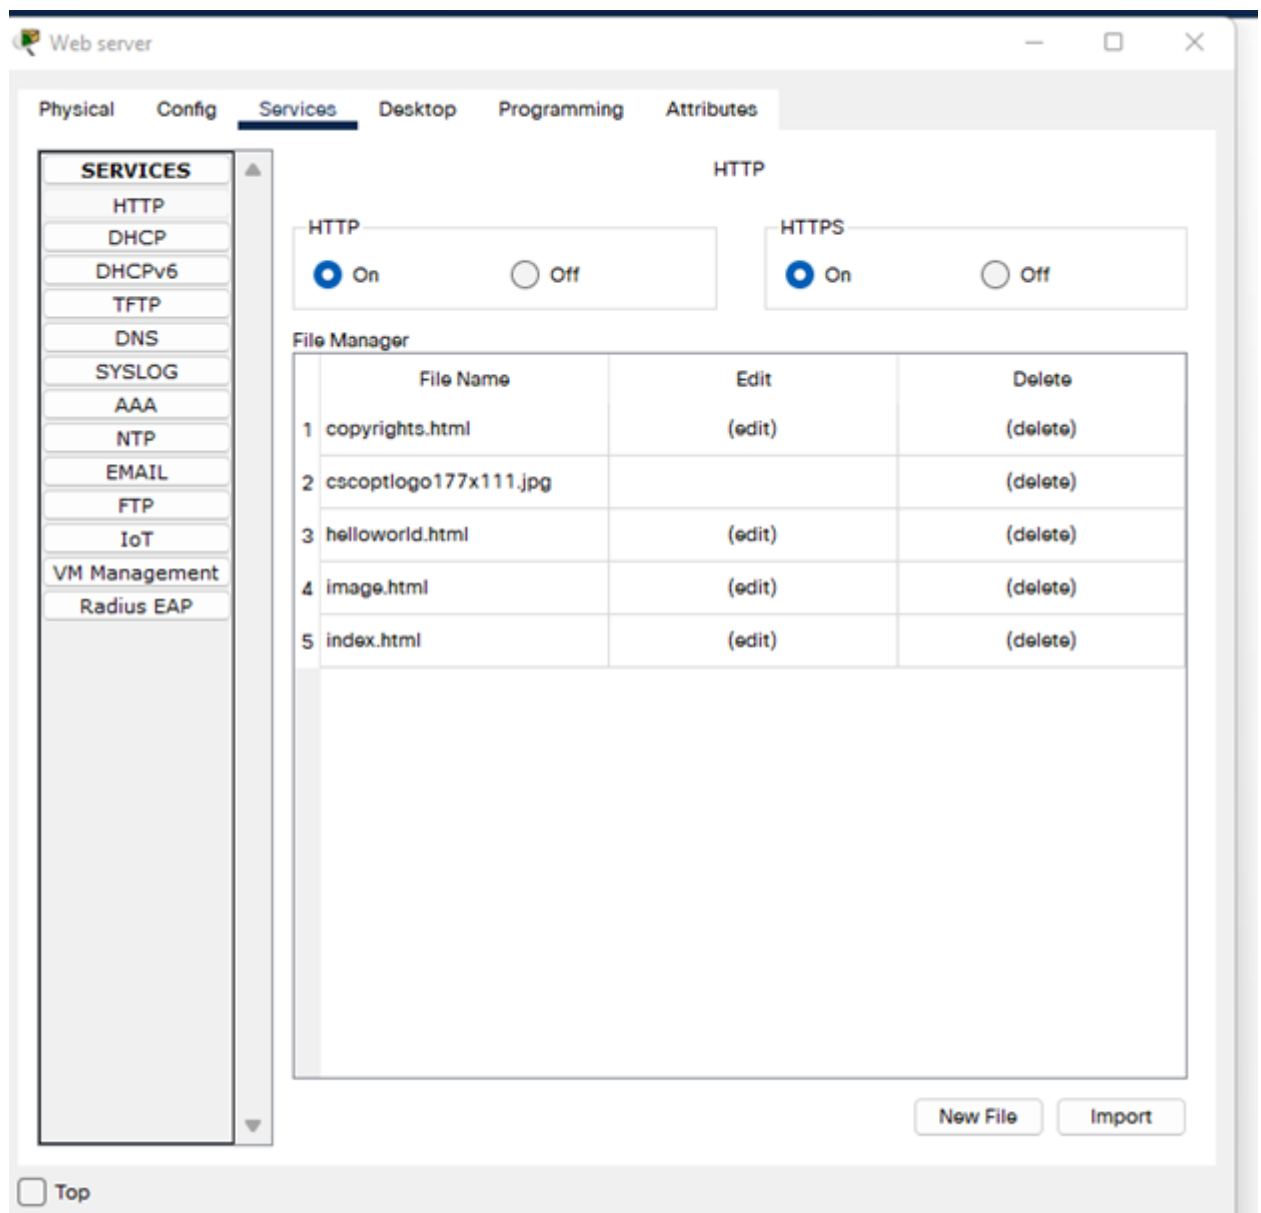 Web server
Physical Config Services Desktop Programming Attributes
SERVICES
HTTP
DHCP
DHCPv6
TFTP
DNS
SYSLOG
AAA
NTP
EMAIL
FTP
IoT
VM Management
Radius EAP
HTTP
HTTP
On Off
HTTPS
On Off
File Manager
File Name Edit Delete
1 copyrights.html (edit) (delete)
2 cscoptlogo177x111.jpg (delete)
3 helloworld.html (edit) (delete)
4 image.html (edit) (delete)
5 index.html (edit) (delete)
New File Import
Top